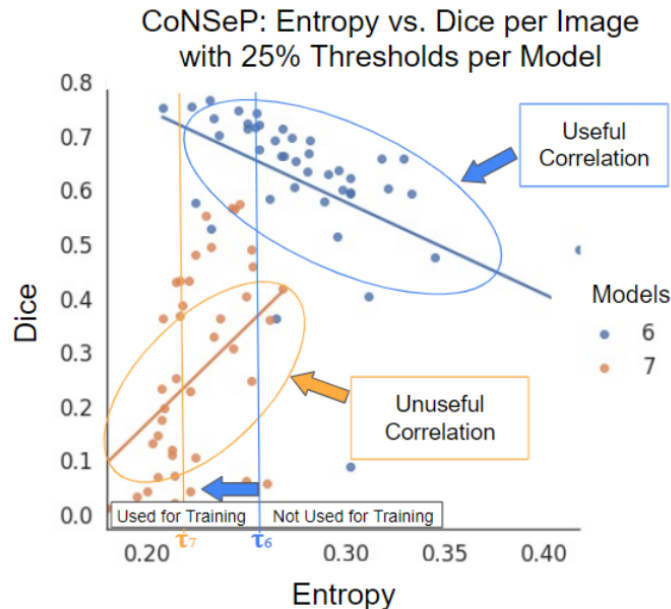 CoNSeP: Entropy vs. Dice per Image
with 25% Thresholds per Model
0.8
0.7
0.6
0.5
0.4
0.3
0.2
0.1
0.0
Dice
Useful
Correlation
Models
6
7
Unuseful
Correlation
Used for Training
Not Used for Training
0.20
τ7
τ6
0.30
0.35
0.40
Entropy